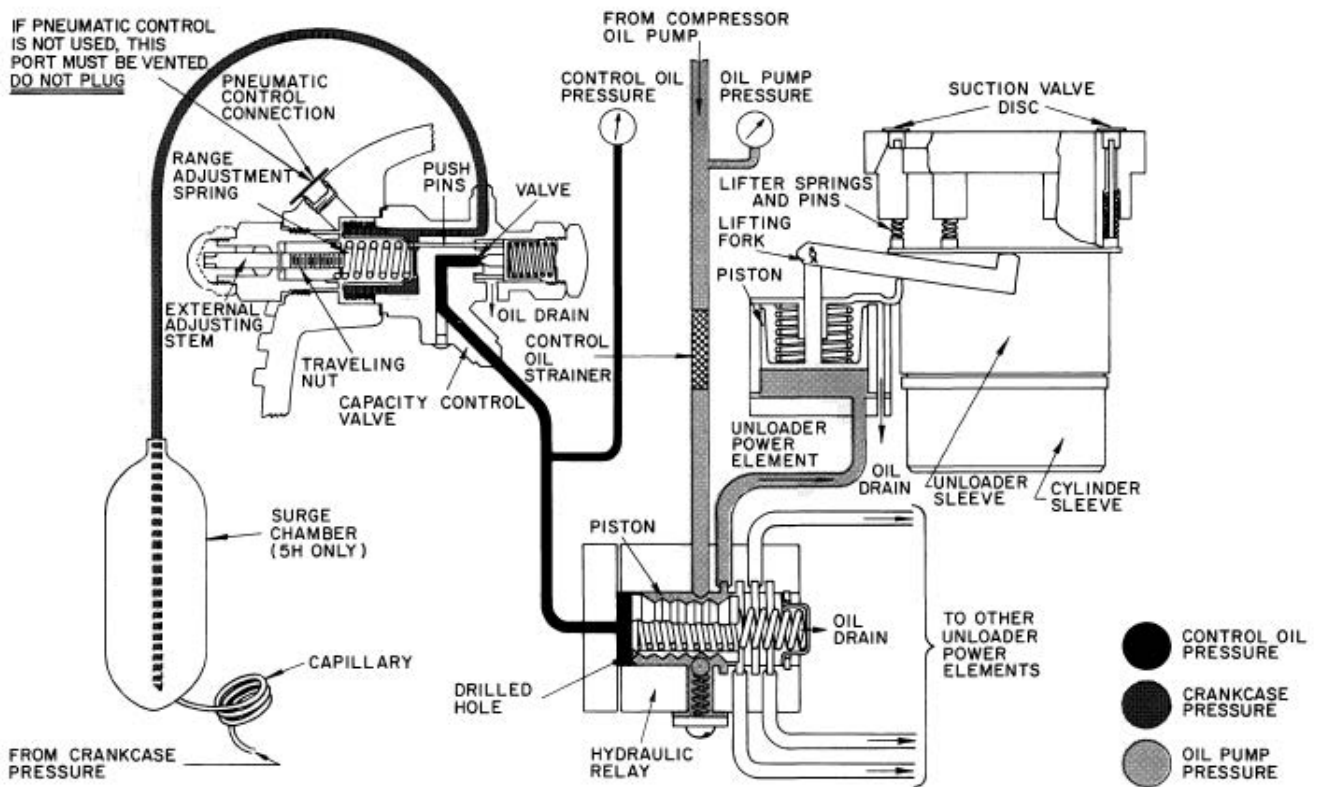 IF PNEUMATIC CONTROL
IS NOT USED, THIS
PORT MUST BE VENTED
DO NOT PLUG
PNEUMATIC
CONTROL
CONNECTION
RANGE
ADJUSTMENT
SPRING
PUSH
PINS
VALVE
EXTERNAL
ADJUSTING
STEM
TRAVELING
NUT
OIL DRAIN
CAPACITY CONTROL
VALVE
FROM COMPRESSOR
OIL PUMP
CONTROL OIL
PRESSURE
OIL PUMP
PRESSURE
SUCTION VALVE
DISC
LIFTER SPRINGS
AND PINS
LIFTING
FORK
PISTON
CONTROL
OIL
STRAINER
UNLOADER
POWER
ELEMENT
OIL
DRAIN
UNLOADER
SLEEVE
CYLINDER
SLEEVE
SURGE
CHAMBER
(5H ONLY)
CAPILLARY
FROM CRANKCASE
PRESSURE
PISTON
DRILLED
HOLE
HYDRAULIC
RELAY
OIL
DRAIN
TO OTHER
UNLOADER
POWER
ELEMENTS
CONTROL OIL
PRESSURE
CRANKCASE
PRESSURE
OIL PUMP
PRESSURE